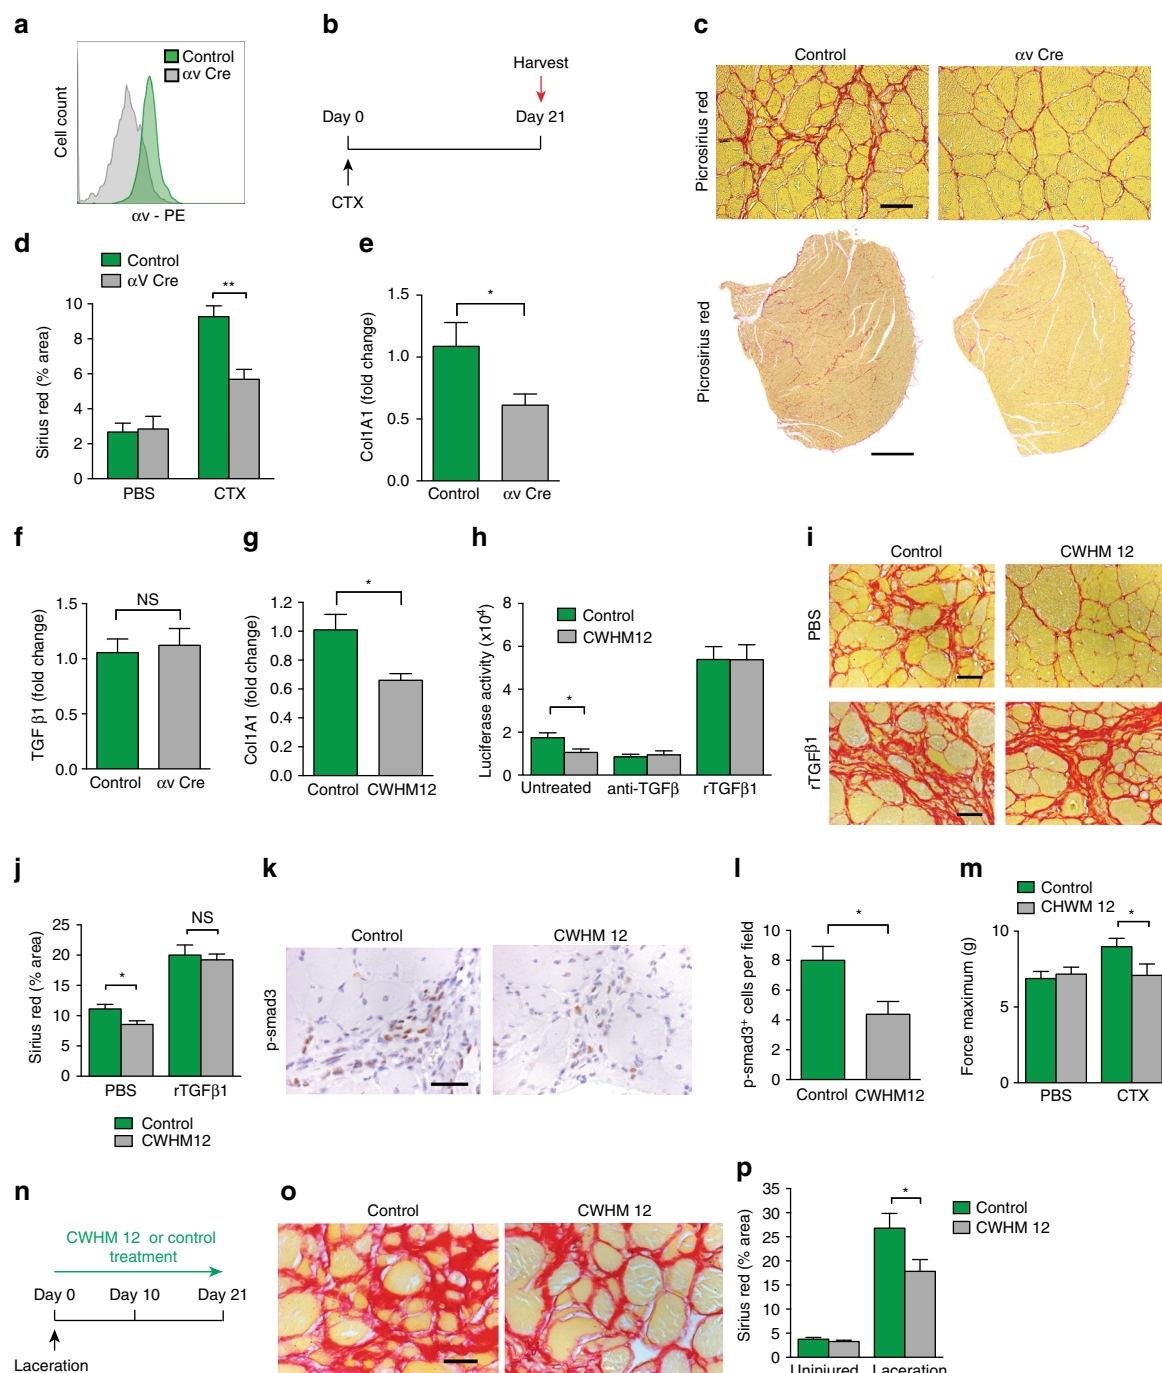 a
Control
αv Cre
Cell count
αv - PE
b
Harvest
Day 0
Day 21
CTX
c
Control
αv Cre
Picrosirius red
Picrosirius red
d
Control
αV Cre
**
Sirius red (% area)
10
8
6
4
2
0
PBS
CTX
e
*
Col1A1 (fold change)
1.5
1.0
0.5
0.0
Control
αv Cre
f
NS
TGF β1 (fold change)
1.5
1.0
0.5
0.0
Control
αv Cre
g
*
Col1A1 (fold change)
1.2
1.0
0.8
0.6
0.4
0.2
0.0
Control
CWHM12
h
Control
CWHM12
*
Luciferase activity (x10⁴)
8
6
4
2
0
Untreated
anti-TGFβ
rTGFβ1
i
Control
CWHM 12
PBS
rTGFβ1
j
NS
*
Sirius red (% area)
25
20
15
10
5
0
PBS
rTGFβ1
Control
CWHM12
k
Control
CWHM 12
p-smad3
l
*
p-smad3⁺ cells per field
10
8
6
4
2
0
Control
CWHM12
m
Control
CHWM 12
*
Force maximum (g)
10
5
0
PBS
CTX
n
CWHM 12 or control
treatment
Day 0
Day 10
Day 21
Laceration
o
Control
CWHM 12
p
*
Control
CWHM 12
Sirius red (% area)
35
30
25
20
15
10
5
0
Uninjured
Laceration